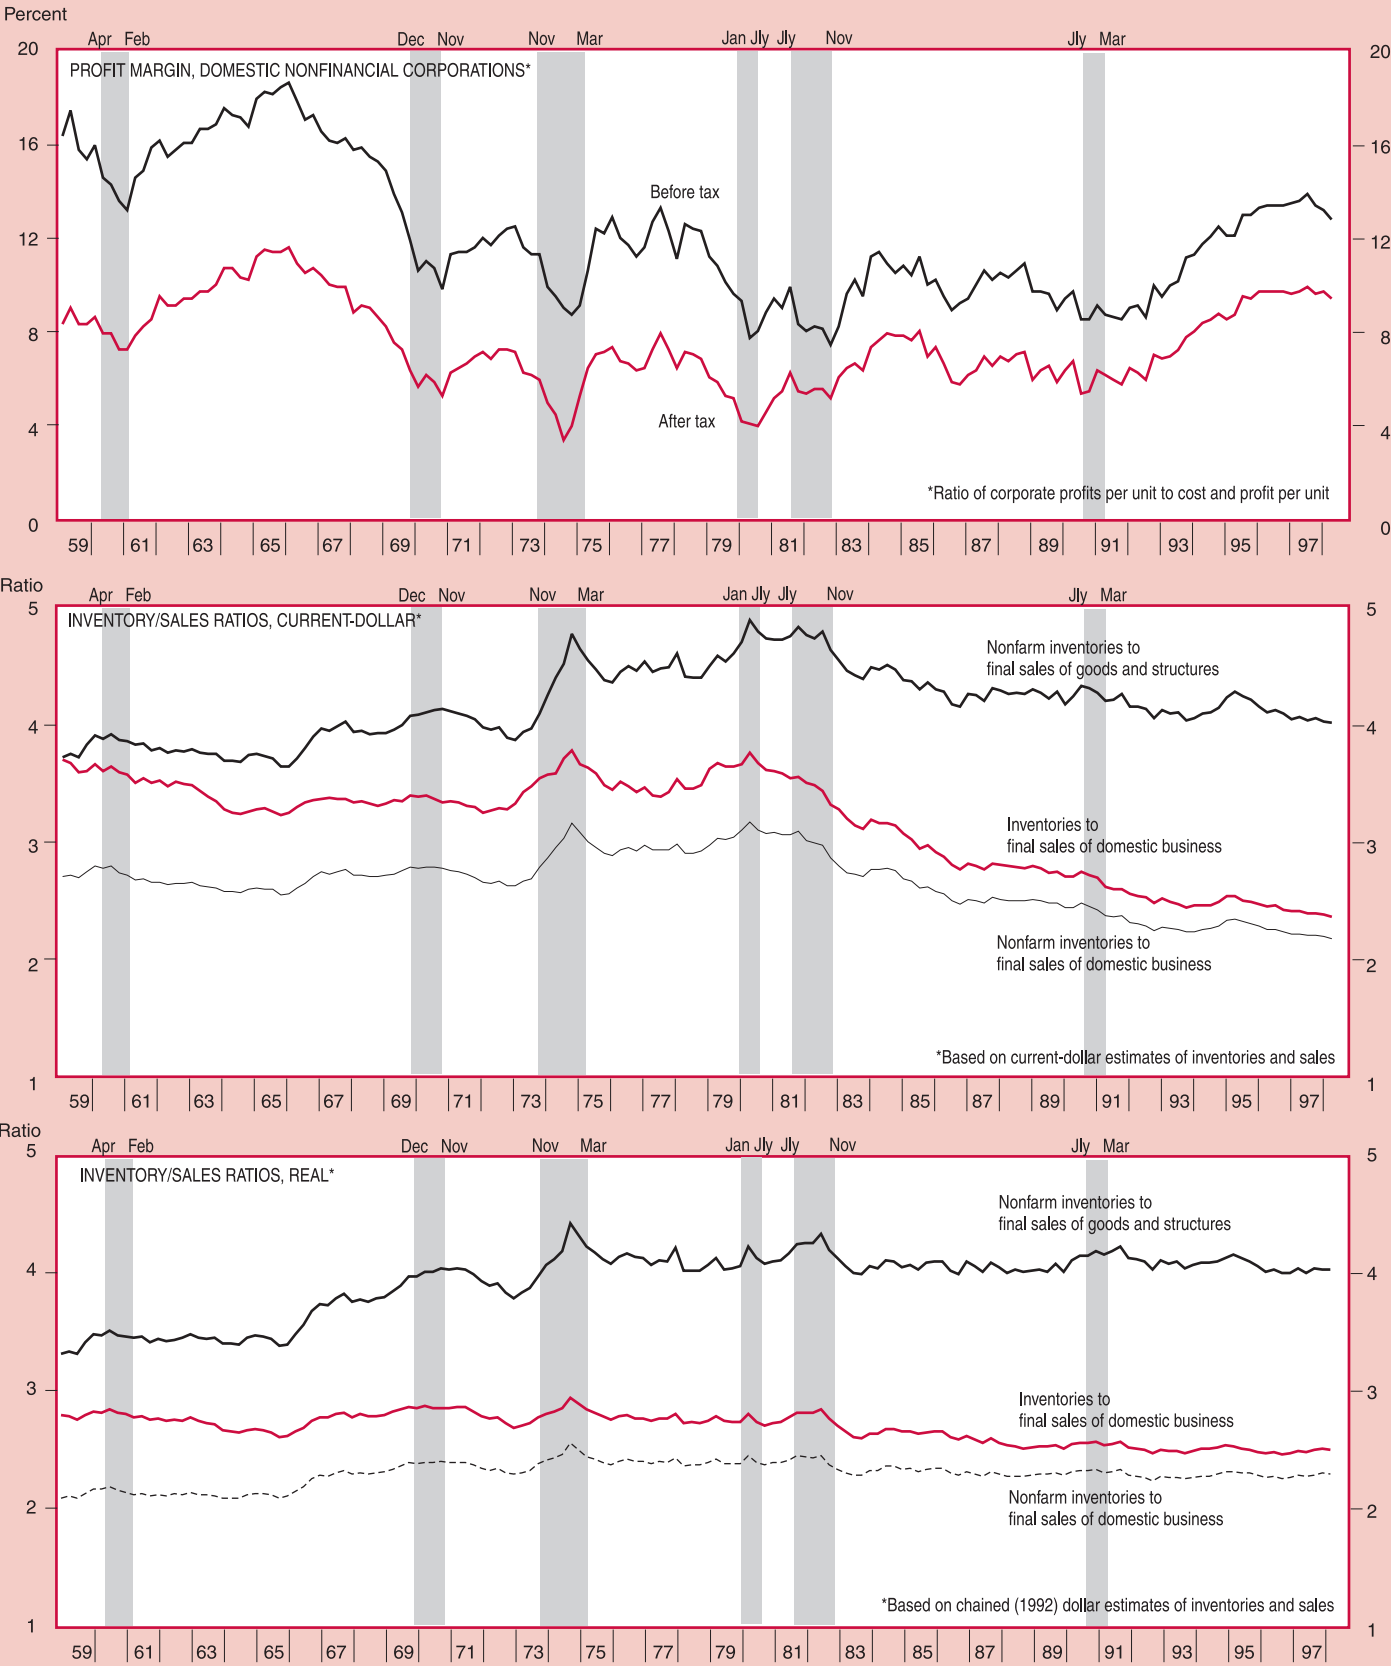 Percent
Apr Feb Dec Nov Nov Mar Jan Jly Jly Nov Jly Mar
20 20
PROFIT MARGIN, DOMESTIC NONFINANCIAL CORPORATIONS*
16 16
Before tax
12 12
8 8
After tax
4 4
*Ratio of corporate profits per unit to cost and profit per unit
0 0
59 61 63 65 67 69 71 73 75 77 79 81 83 85 87 89 91 93 95 97
Ratio
Apr Feb Dec Nov Nov Mar Jan Jly Jly Nov Jly Mar
5 5
INVENTORY/SALES RATIOS, CURRENT-DOLLAR*
Nonfarm inventories to
final sales of goods and structures
4 4
Inventories to
final sales of domestic business
3 3
Nonfarm inventories to
final sales of domestic business
2 2
*Based on current-dollar estimates of inventories and sales
1 1
59 61 63 65 67 69 71 73 75 77 79 81 83 85 87 89 91 93 95 97
Ratio
Apr Feb Dec Nov Nov Mar Jan Jly Jly Nov Jly Mar
5 5
INVENTORY/SALES RATIOS, REAL*
Nonfarm inventories to
final sales of goods and structures
4 4
3 3
Inventories to
final sales of domestic business
Nonfarm inventories to
final sales of domestic business
2 2
*Based on chained (1992) dollar estimates of inventories and sales
1 1
59 61 63 65 67 69 71 73 75 77 79 81 83 85 87 89 91 93 95 97